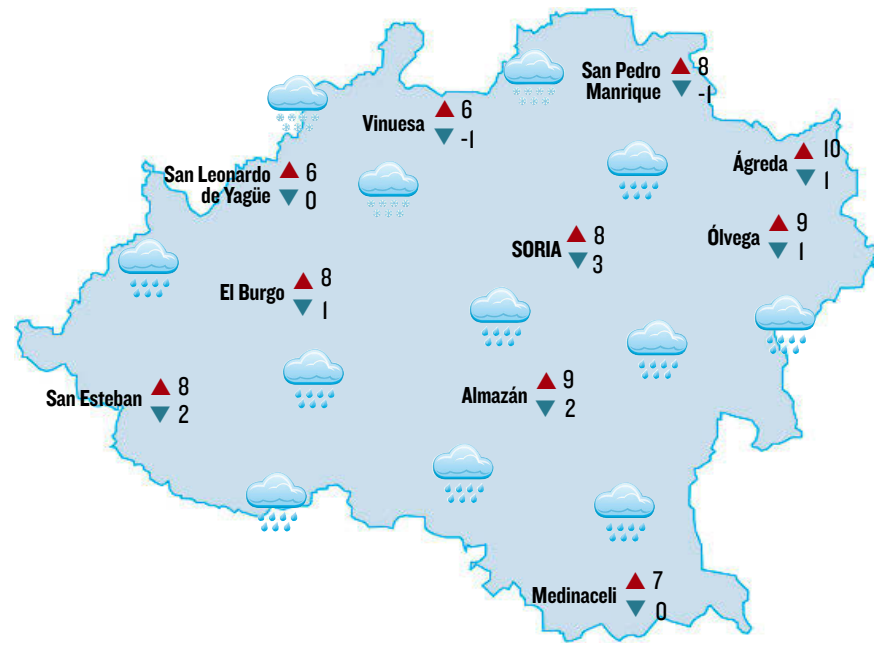 San Pedro
Manrique
8
-1
Vinuesa
6
-1
Ágreda
10
1
San Leonardo
de Yagüe
6
0
Ólvega
9
1
SORIA
8
3
El Burgo
8
1
San Esteban
8
2
Almazán
9
2
Medinaceli
7
0